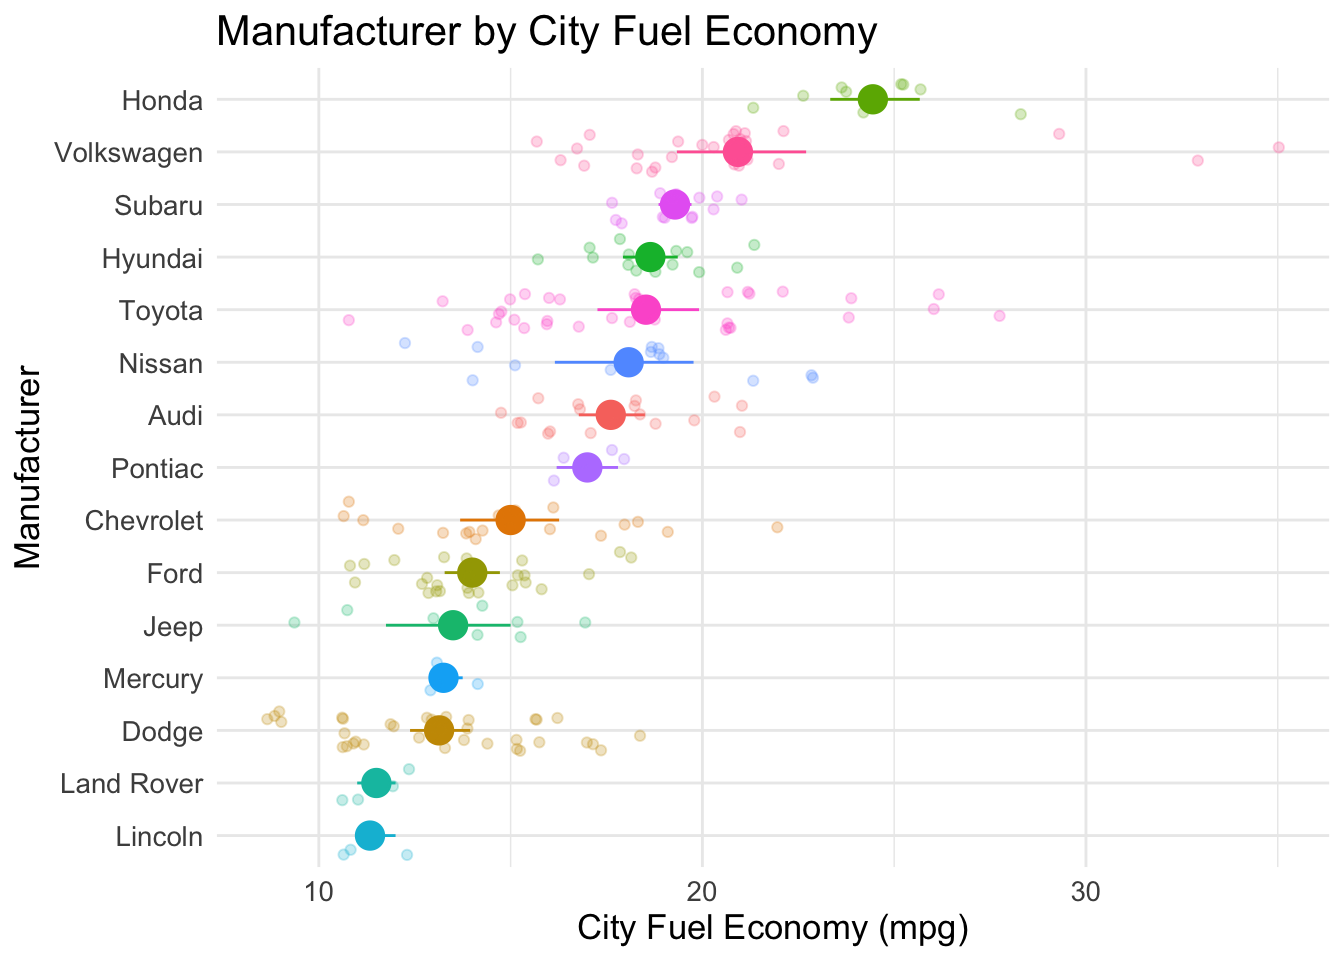 Manufacturer by City Fuel Economy
Manufacturer
Honda
Volkswagen
Subaru
Hyundai
Toyota
Nissan
Audi
Pontiac
Chevrolet
Ford
Jeep
Mercury
Dodge
Land Rover
Lincoln
10 20 30
City Fuel Economy (mpg)